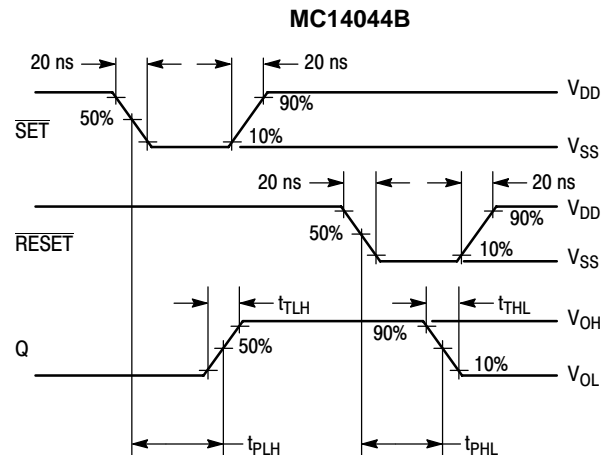 MC14044B
20 ns 20 ns
V_DD
90%
50%
SET
10%
V_SS
20 ns 20 ns
V_DD
90%
50%
RESET
10%
V_SS
t_TLH t_THL
V_OH
90%
Q 50%
10%
V_OL
t_PLH t_PHL